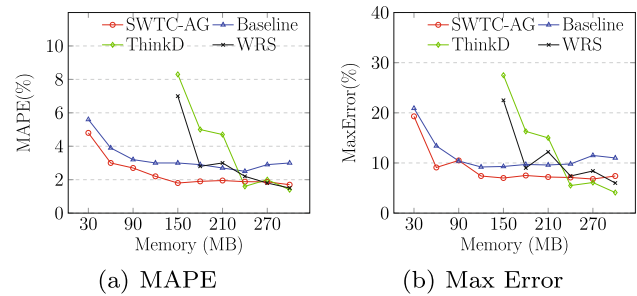 SWTC-AG Baseline
ThinkD WRS
10
8
6
4
2
0
MAPE(%)
30 90 150 210 270
Memory (MB)
(a) MAPE
SWTC-AG Baseline
ThinkD WRS
40
30
20
10
0
MaxError(%)
30 90 150 210 270
Memory (MB)
(b) Max Error